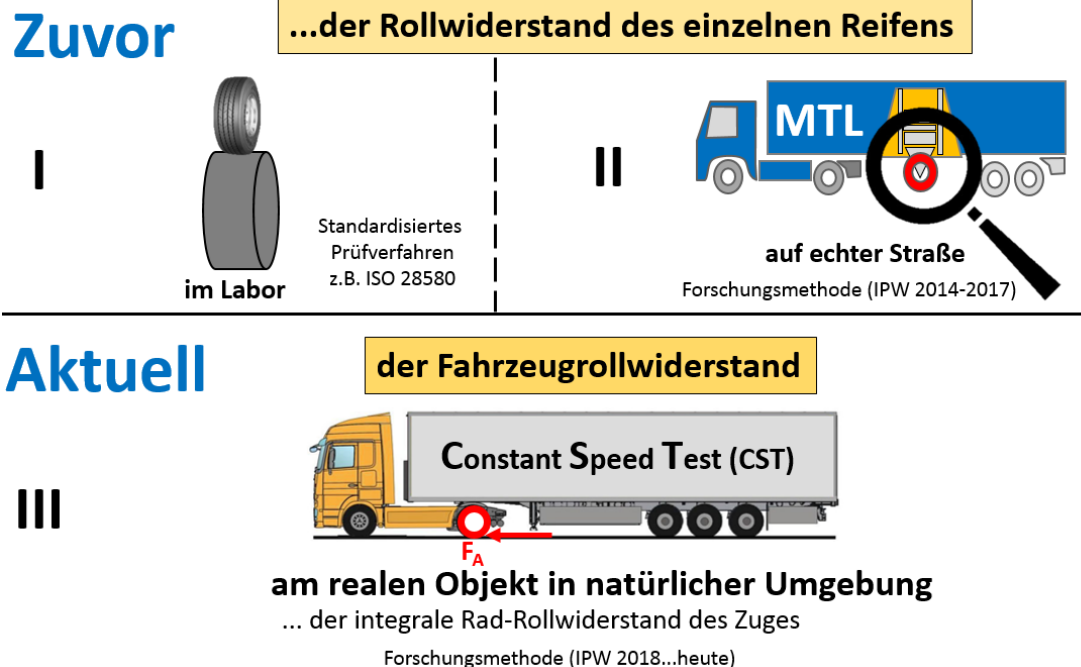 Zuvor
...der Rollwiderstand des einzelnen Reifens
I
Standardisiertes
Prüfverfahren
z.B. ISO 28580
im Labor
II
MTL
auf echter Straße
Forschungsmethode (IPW 2014-2017)
Aktuell
der Fahrzeugrollwiderstand
III
Constant Speed Test (CST)
FA
am realen Objekt in natürlicher Umgebung
... der integrale Rad-Rollwiderstand des Zuges
Forschungsmethode (IPW 2018...heute)